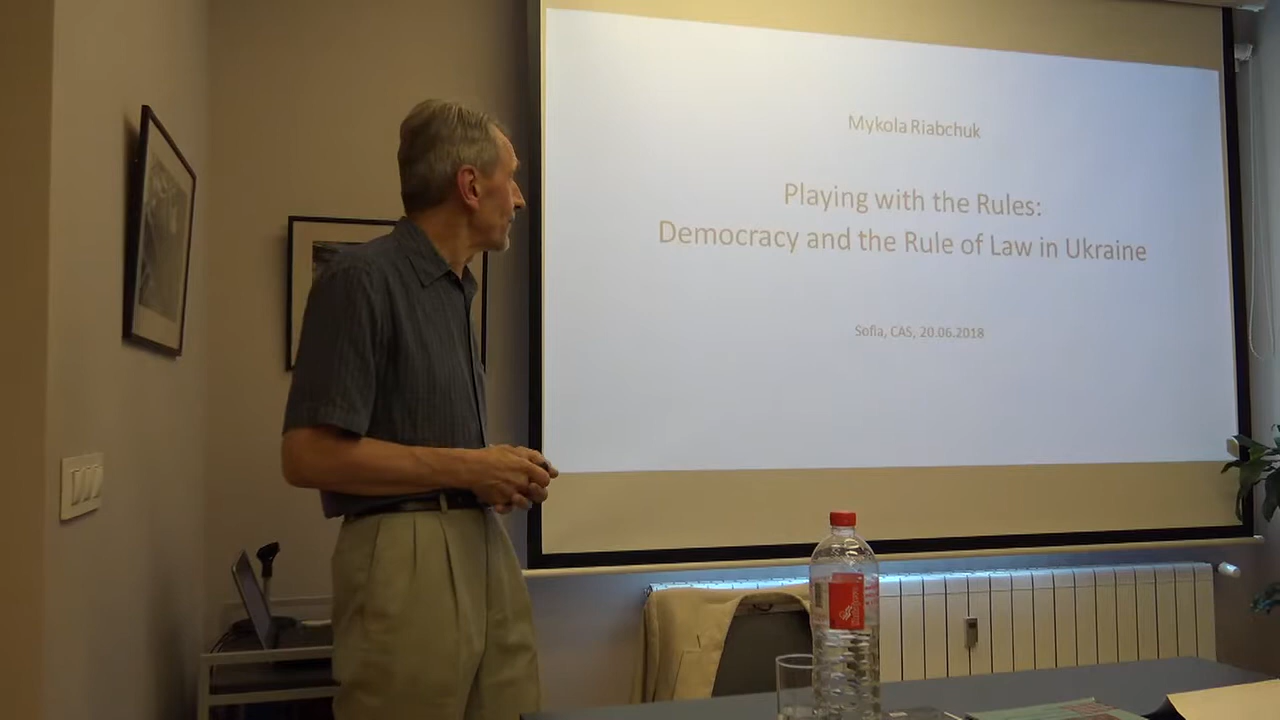 Mykola Riabchuk
Playing with the Rules:
Democracy and the Rule of Law in Ukraine
Sofia, CAS, 20.06.2018